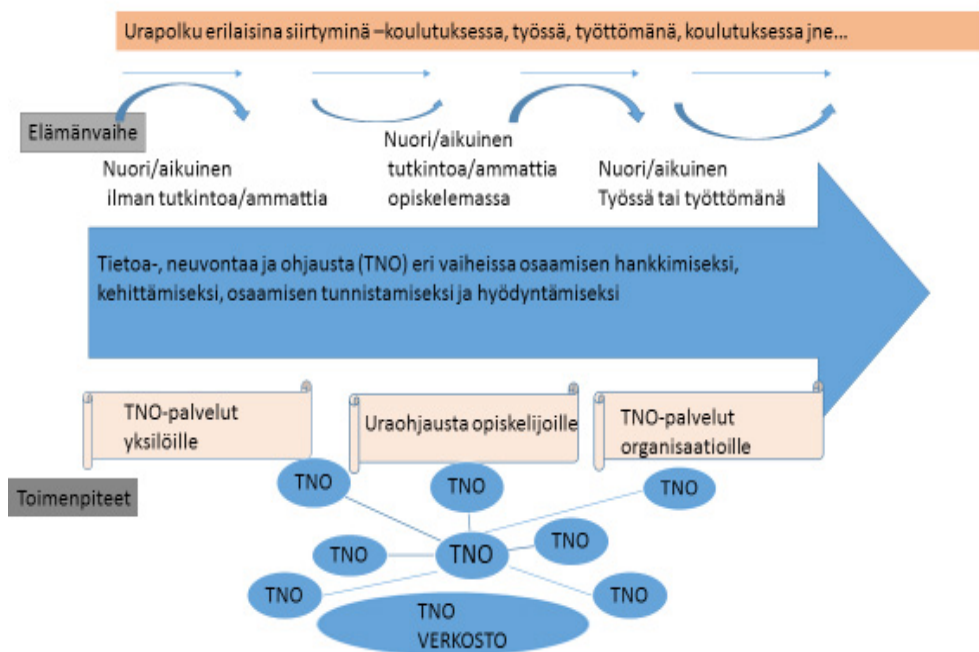 Urapolku erilaisina siirtyminä –koulutuksessa, työssä, työttömänä, koulutuksessa jne...
Elämänvaihe
Nuori/aikuinen
ilman tutkintoa/ammattia
Nuori/aikuinen
tutkintoa/ammattia
opiskelemassa
Nuori/aikuinen
Työssä tai työttömänä
Tietoa-, neuvontaa ja ohjausta (TNO) eri vaiheissa osaamisen hankkimiseksi,
kehittämiseksi, osaamisen tunnistamiseksi ja hyödyntämiseksi
TNO-palvelut
yksilöille
Uraohjausta opiskelijoille
TNO-palvelut
organisaatioille
Toimenpiteet
TNO
TNO
TNO
TNO
TNO
TNO
TNO
TNO
TNO
VERKOSTO